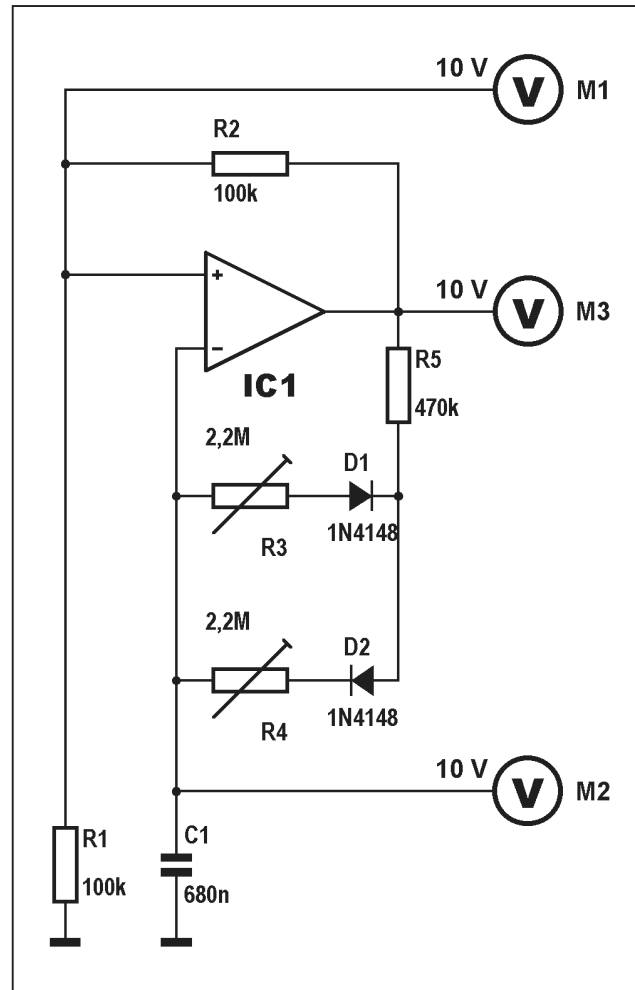 10 V
V
M1
R2
100k
+
−
IC1
10 V
V
M3
R5
470k
2,2M
D1
R3
1N4148
2,2M
D2
R4
1N4148
10 V
V
M2
R1
100k
C1
680n